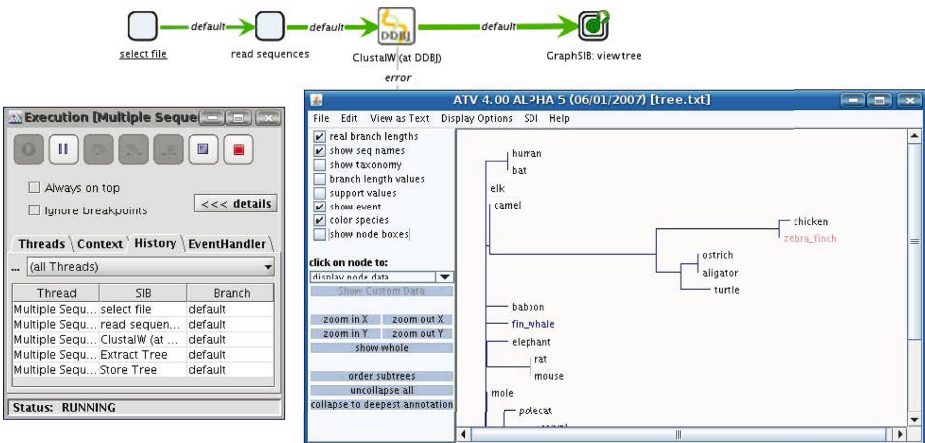 default
default
default
select file
read sequences
DDBJ
ClustalW (at DDBJ)
GraphSIB: view tree
error
Execution [Multiple Seque
Always on top
Ignore breakpoints
<<< details
Threads Context History EventHandler
... (all Threads)
Thread SIB Branch
Multiple Sequ... select file default
Multiple Sequ... read sequen... default
Multiple Sequ... ClustalW (at ... default
Multiple Sequ... Extract Tree default
Multiple Sequ... Store Tree default
Status: RUNNING
ATV 4.00 ALPHA 5 (06/01/2007) [tree.txt]
File Edit View as Text Display Options SDI Help
real branch lengths
show seq names
show taxonomy
branch length values
support values
show event
color species
show node boxes
click on node to:
display node data
Show Custom Data
zoom in X zoom out X
zoom in Y zoom out Y
show whole
order subtrees
uncollapse all
collapse to deepest annotation
human
bat
elk
camel
chicken
zebra_finch
ostrich
aligator
turtle
baboon
fin_whale
elephant
rat
mouse
mole
polecat